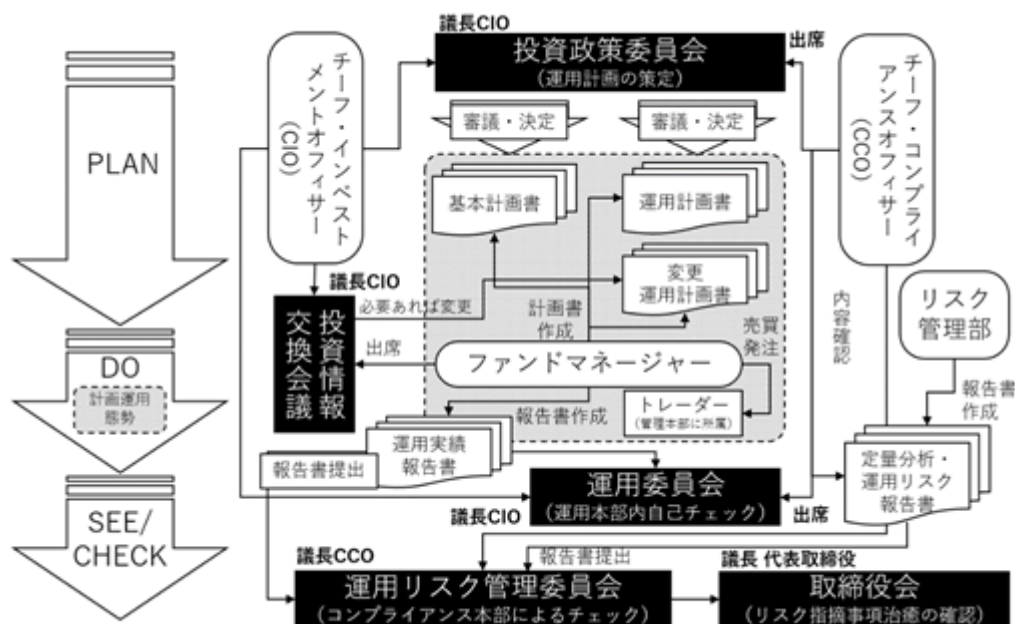 議長CIO
投資政策委員会
(運用計画の策定)
出席
チーフ・インベスト
メントオフィサー
(CIO)
チーフ・コンプライ
アンスオフィサー
(CCO)
審議・決定
審議・決定
PLAN
基本計画書
運用計画書
変更
運用計画書
議長CIO
必要あれば変更
投資情報
交換会議
計画書
作成
売買
発注
内容確認
リスク
管理部
出席
ファンドマネージャー
DO
計画運用
態勢
報告書作成
トレーダー
(管理本部に所属)
報告書
作成
運用実績
報告書
報告書提出
定量分析・
運用リスク
報告書
運用委員会
(運用本部内自己チェック)
議長CIO
出席
SEE/
CHECK
議長CCO
報告書提出
議長 代表取締役
運用リスク管理委員会
(コンプライアンス本部によるチェック)
取締役会
(リスク指摘事項治癒の確認)